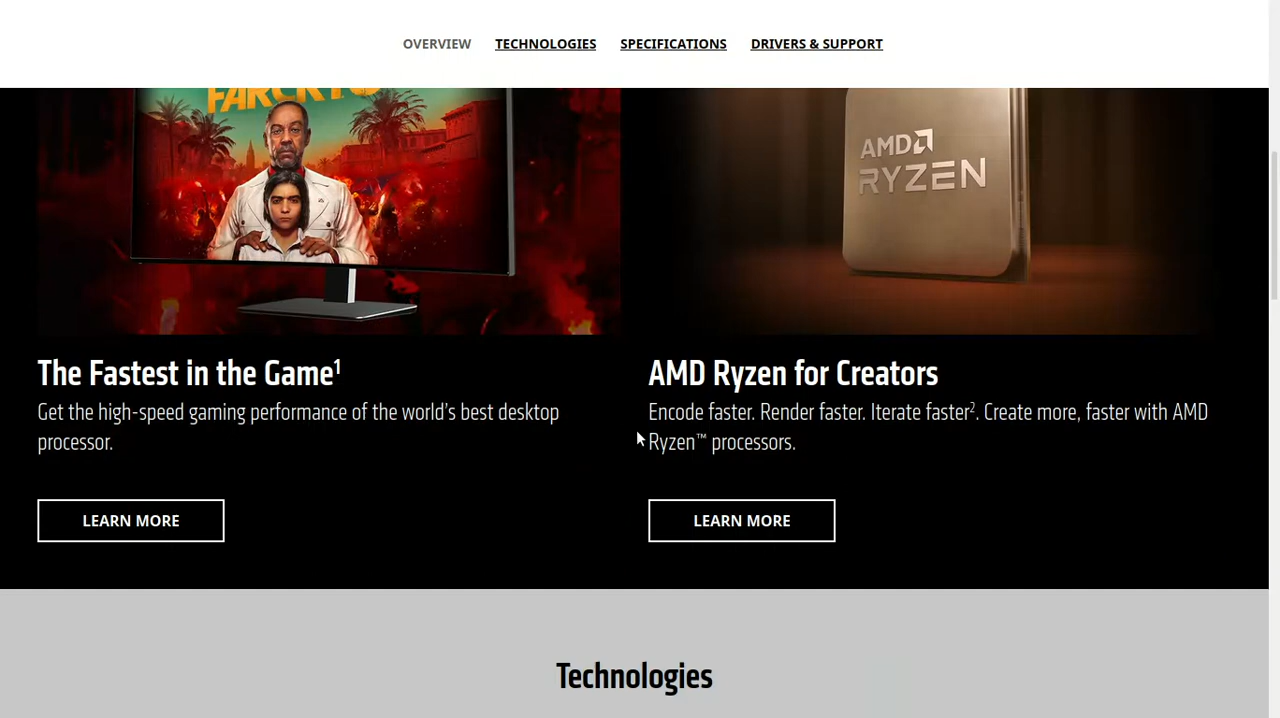 OVERVIEW TECHNOLOGIES SPECIFICATIONS DRIVERS & SUPPORT
AMD
RYZEN
The Fastest in the Game¹
Get the high-speed gaming performance of the world's best desktop
processor.
LEARN MORE
AMD Ryzen for Creators
Encode faster. Render faster. Iterate faster². Create more, faster with AMD
Ryzen™ processors.
LEARN MORE
Technologies